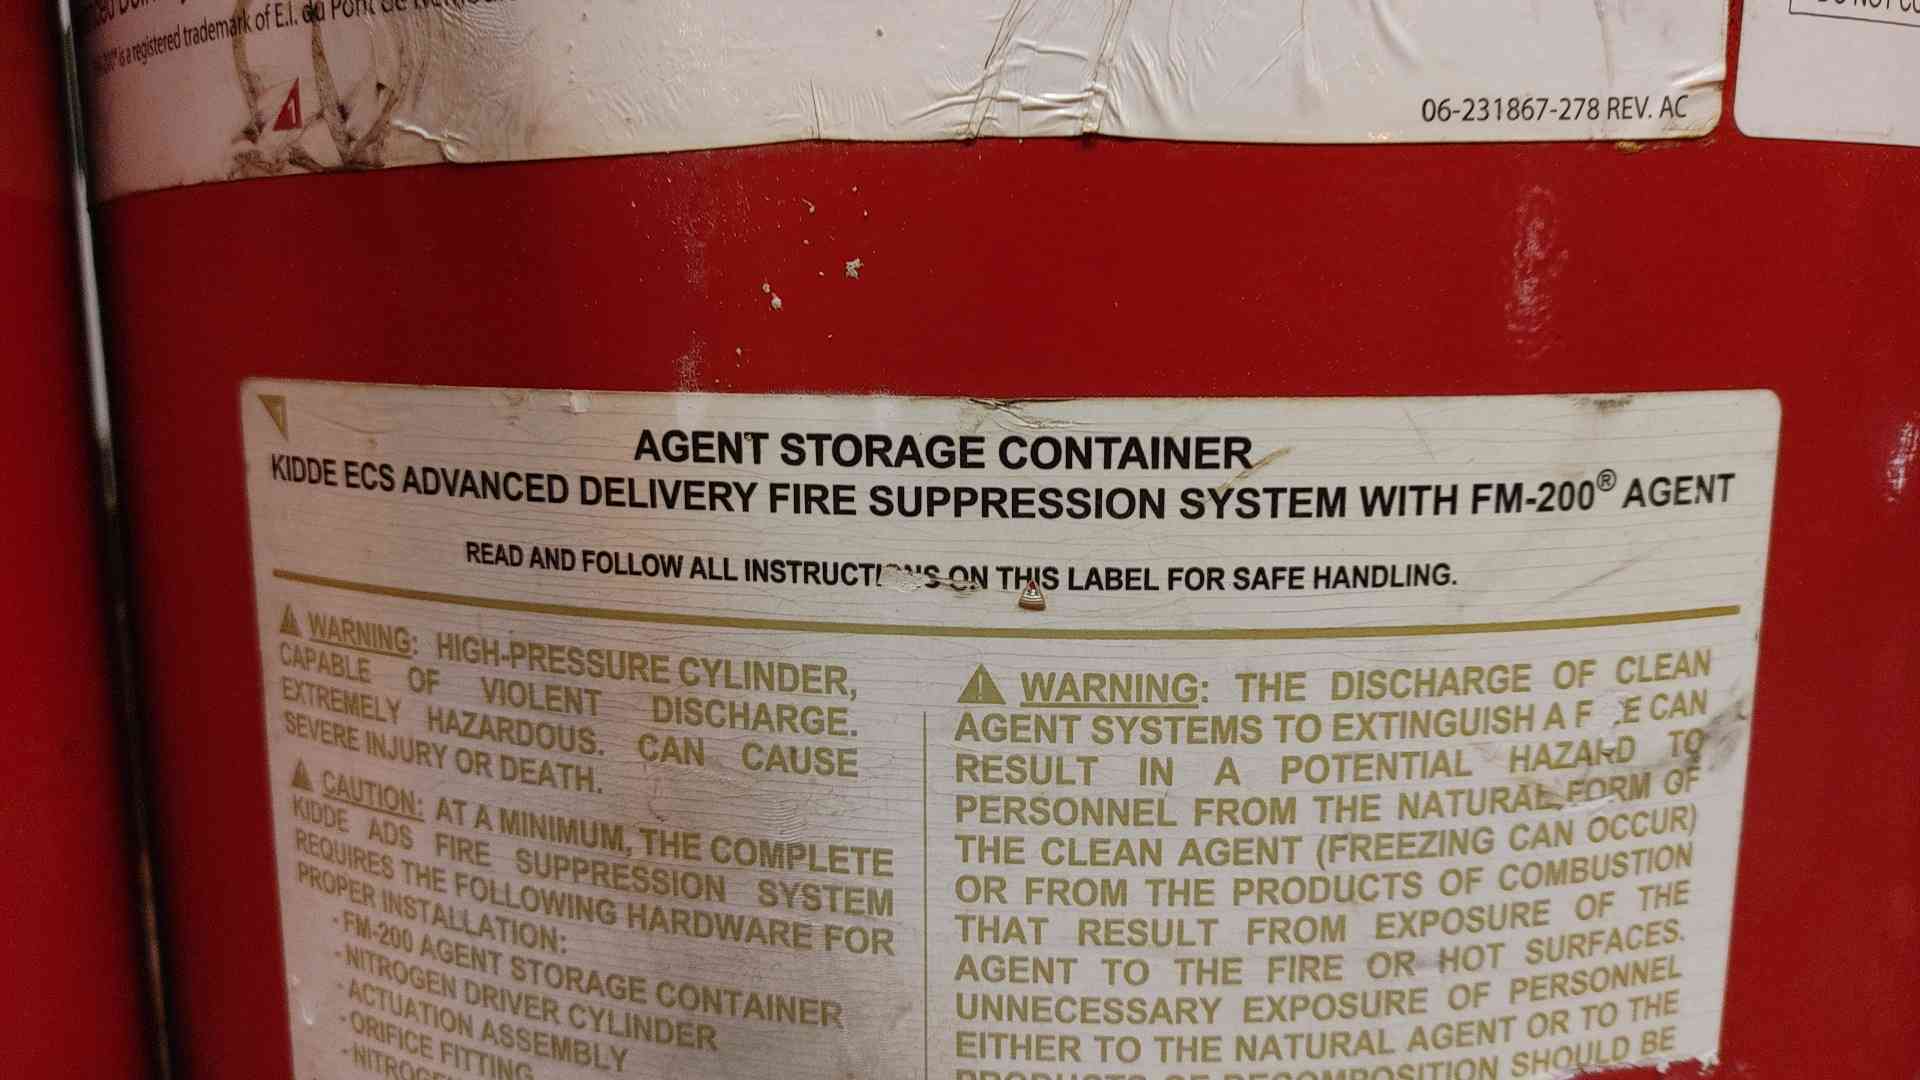 is a registered trademark of E.I. du Pont de
06-231867-278 REV. AC
AGENT STORAGE CONTAINER
KIDDE ECS ADVANCED DELIVERY FIRE SUPPRESSION SYSTEM WITH FM-200® AGENT
READ AND FOLLOW ALL INSTRUCTIONS ON THIS LABEL FOR SAFE HANDLING.
WARNING: HIGH-PRESSURE CYLINDER,
CAPABLE OF VIOLENT DISCHARGE.
EXTREMELY HAZARDOUS. CAN CAUSE
SEVERE INJURY OR DEATH.
CAUTION: AT A MINIMUM, THE COMPLETE
KIDDE ADS FIRE SUPPRESSION SYSTEM
REQUIRES THE FOLLOWING HARDWARE FOR
PROPER INSTALLATION:
·FM-200 AGENT STORAGE CONTAINER
·NITROGEN DRIVER CYLINDER
·ACTUATION ASSEMBLY
·ORIFICE FITTING
WARNING: THE DISCHARGE OF CLEAN
AGENT SYSTEMS TO EXTINGUISH A CAN
RESULT IN A POTENTIAL HAZARD TO
PERSONNEL FROM THE NATURAL FORM OF
THE CLEAN AGENT (FREEZING CAN OCCUR)
OR FROM THE PRODUCTS OF COMBUSTION
THAT RESULT FROM EXPOSURE OF THE
AGENT TO THE FIRE OR HOT SURFACES.
UNNECESSARY EXPOSURE OF PERSONNEL
EITHER TO THE NATURAL AGENT OR TO THE
PRODUCTS OF DECOMPOSITION SHOULD BE